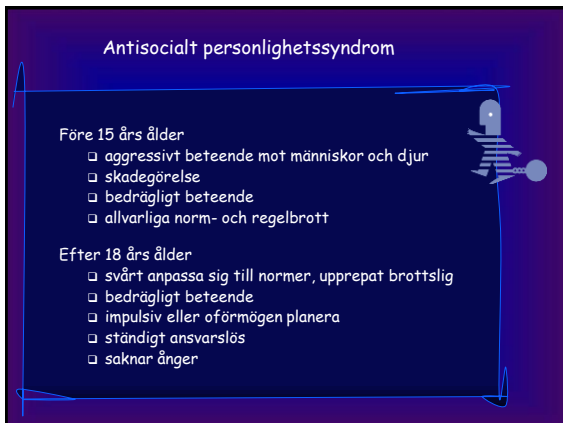 Antisocialt personlighetssyndrom
Före 15 års ålder
❑ aggressivt beteende mot människor och djur
❑ skadegörelse
❑ bedrägligt beteende
❑ allvarliga norm- och regelbrott
Efter 18 års ålder
❑ svårt anpassa sig till normer, upprepat brottslig
❑ bedrägligt beteende
❑ impulsiv eller oförmögen planera
❑ ständigt ansvarslös
❑ saknar ånger